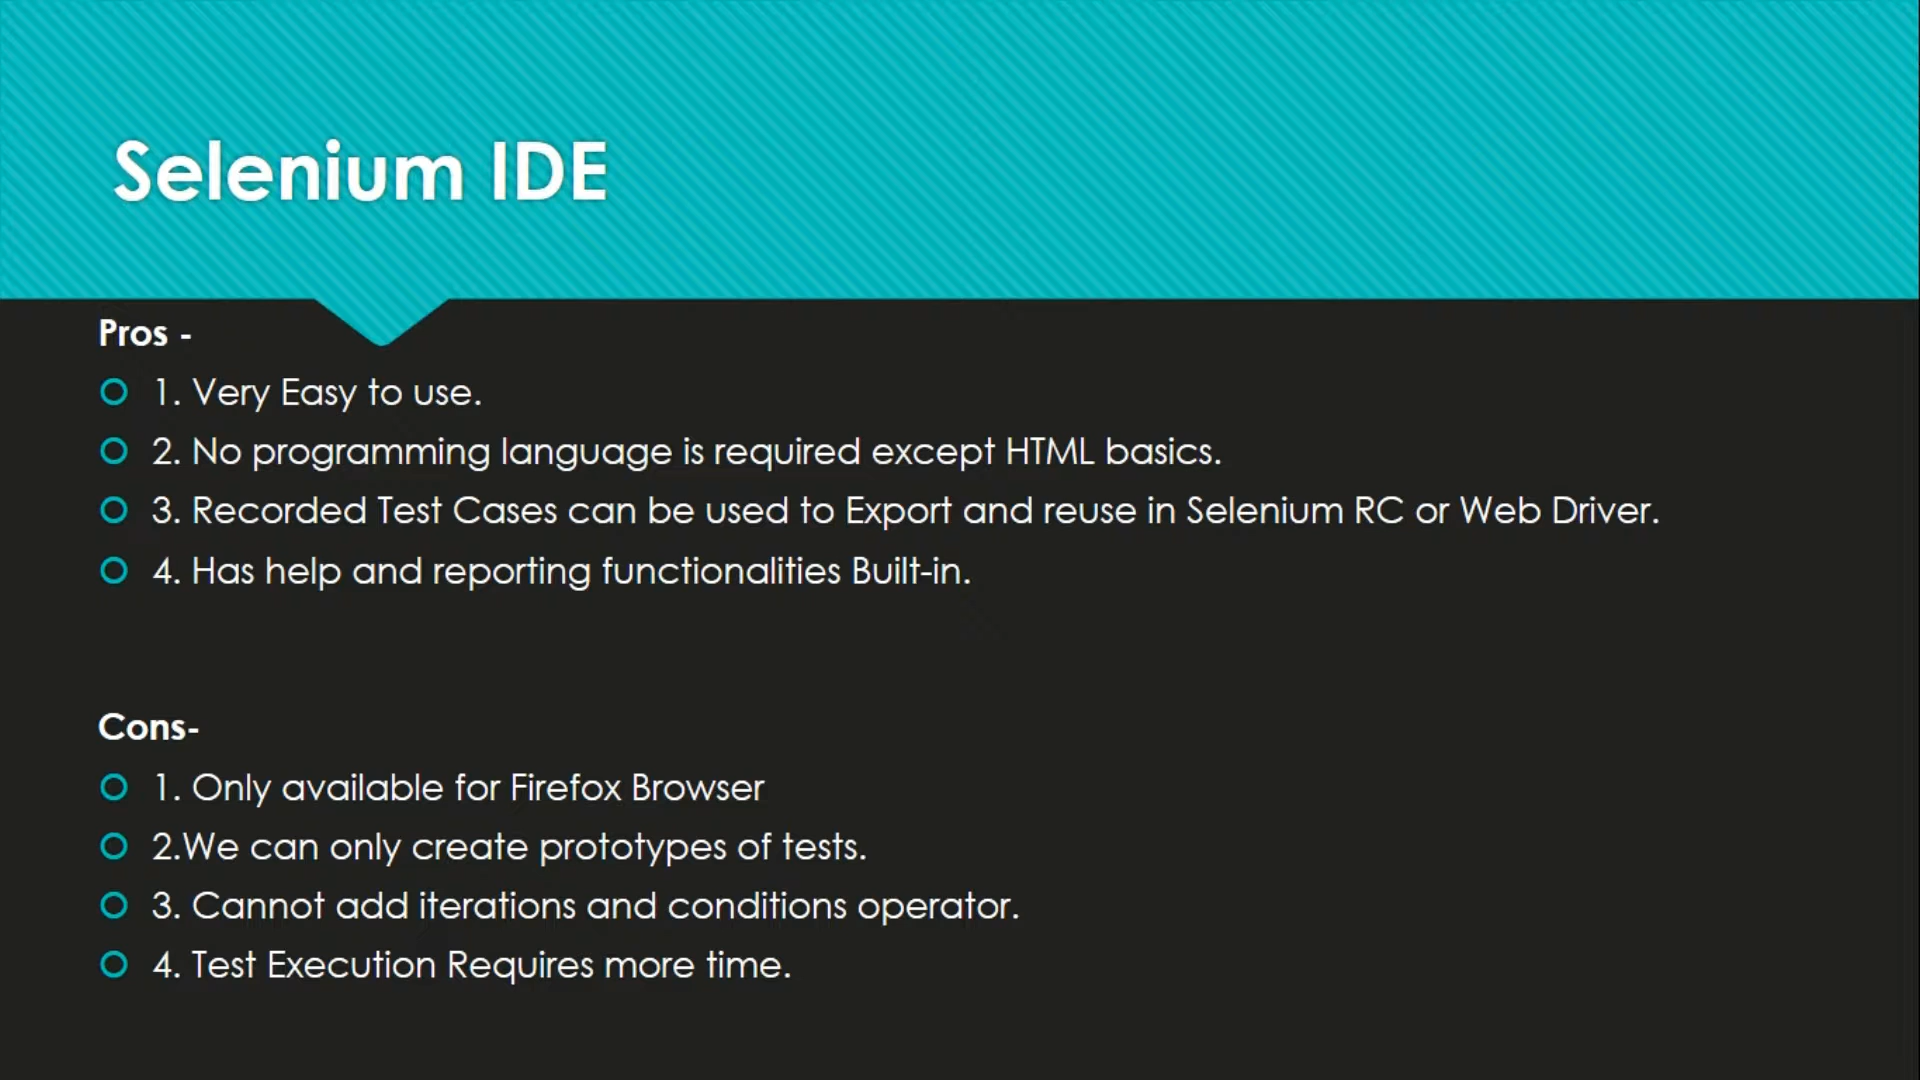 Selenium IDE
Pros -
1. Very Easy to use.
2. No programming language is required except HTML basics.
3. Recorded Test Cases can be used to Export and reuse in Selenium RC or Web Driver.
4. Has help and reporting functionalities Built-in.
Cons-
1. Only available for Firefox Browser
2.We can only create prototypes of tests.
3. Cannot add iterations and conditions operator.
4. Test Execution Requires more time.